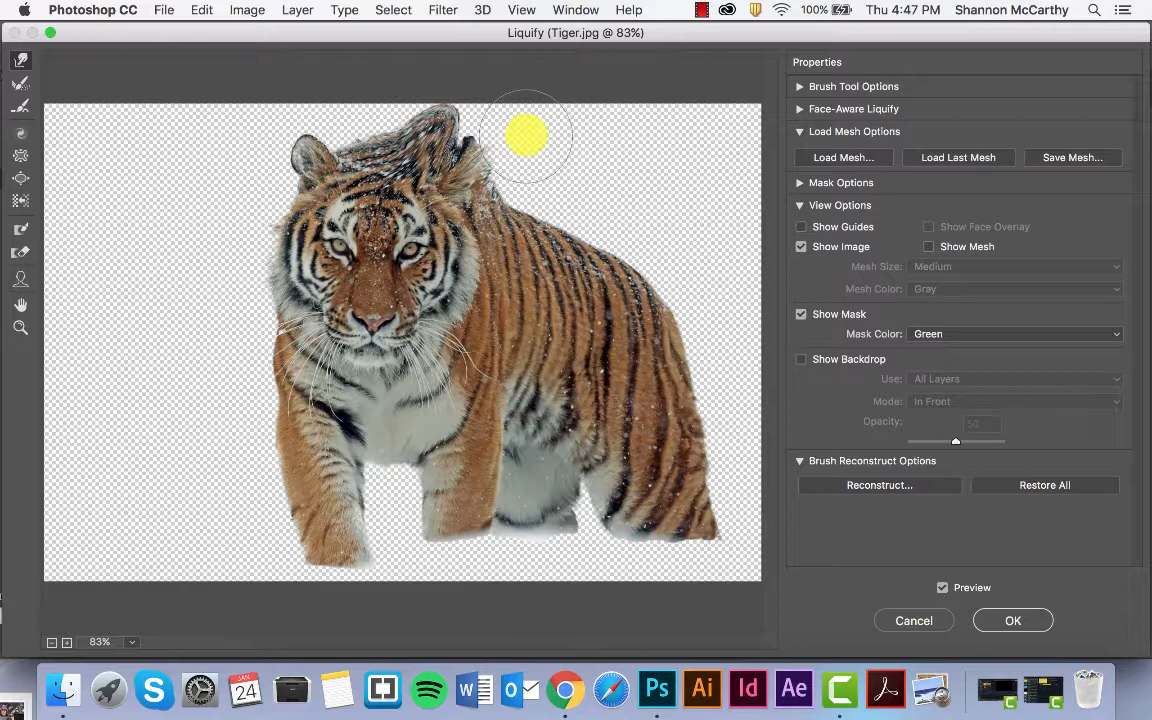 Photoshop CC File Edit Image Layer Type Select Filter 3D View Window Help 100% Thu 4:47 PM Shannon McCarthy
Liquify (Tiger.jpg @ 83%)
Properties
Brush Tool Options
Face-Aware Liquify
Load Mesh Options
Load Mesh... Load Last Mesh Save Mesh...
Mask Options
View Options
Show Guides Show Face Overlay
Show Image Show Mesh
Mesh Size: Medium
Mesh Color: Gray
Show Mask
Mask Color: Green
Show Backdrop
Use: All Layers
Mode: In Front
Opacity: 50
Brush Reconstruct Options
Reconstruct... Restore All
Preview
Cancel OK
83%
JAN
24
Ps Ai Id Ae